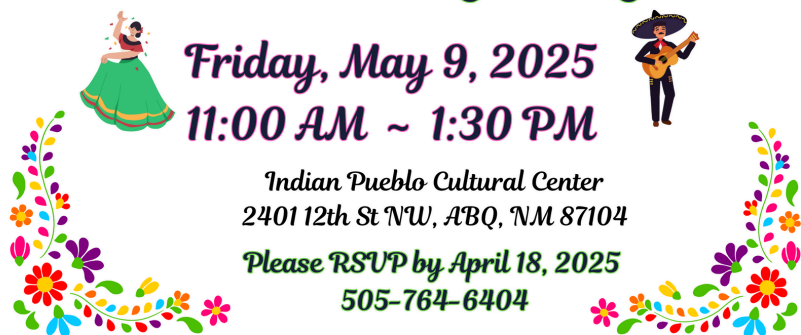 Friday, May 9, 2025
11:00 AM ~ 1:30 PM
Indian Pueblo Cultural Center
2401 12th St NW, ABQ, NM 87104
Please RSVP by April 18, 2025
505-764-6404